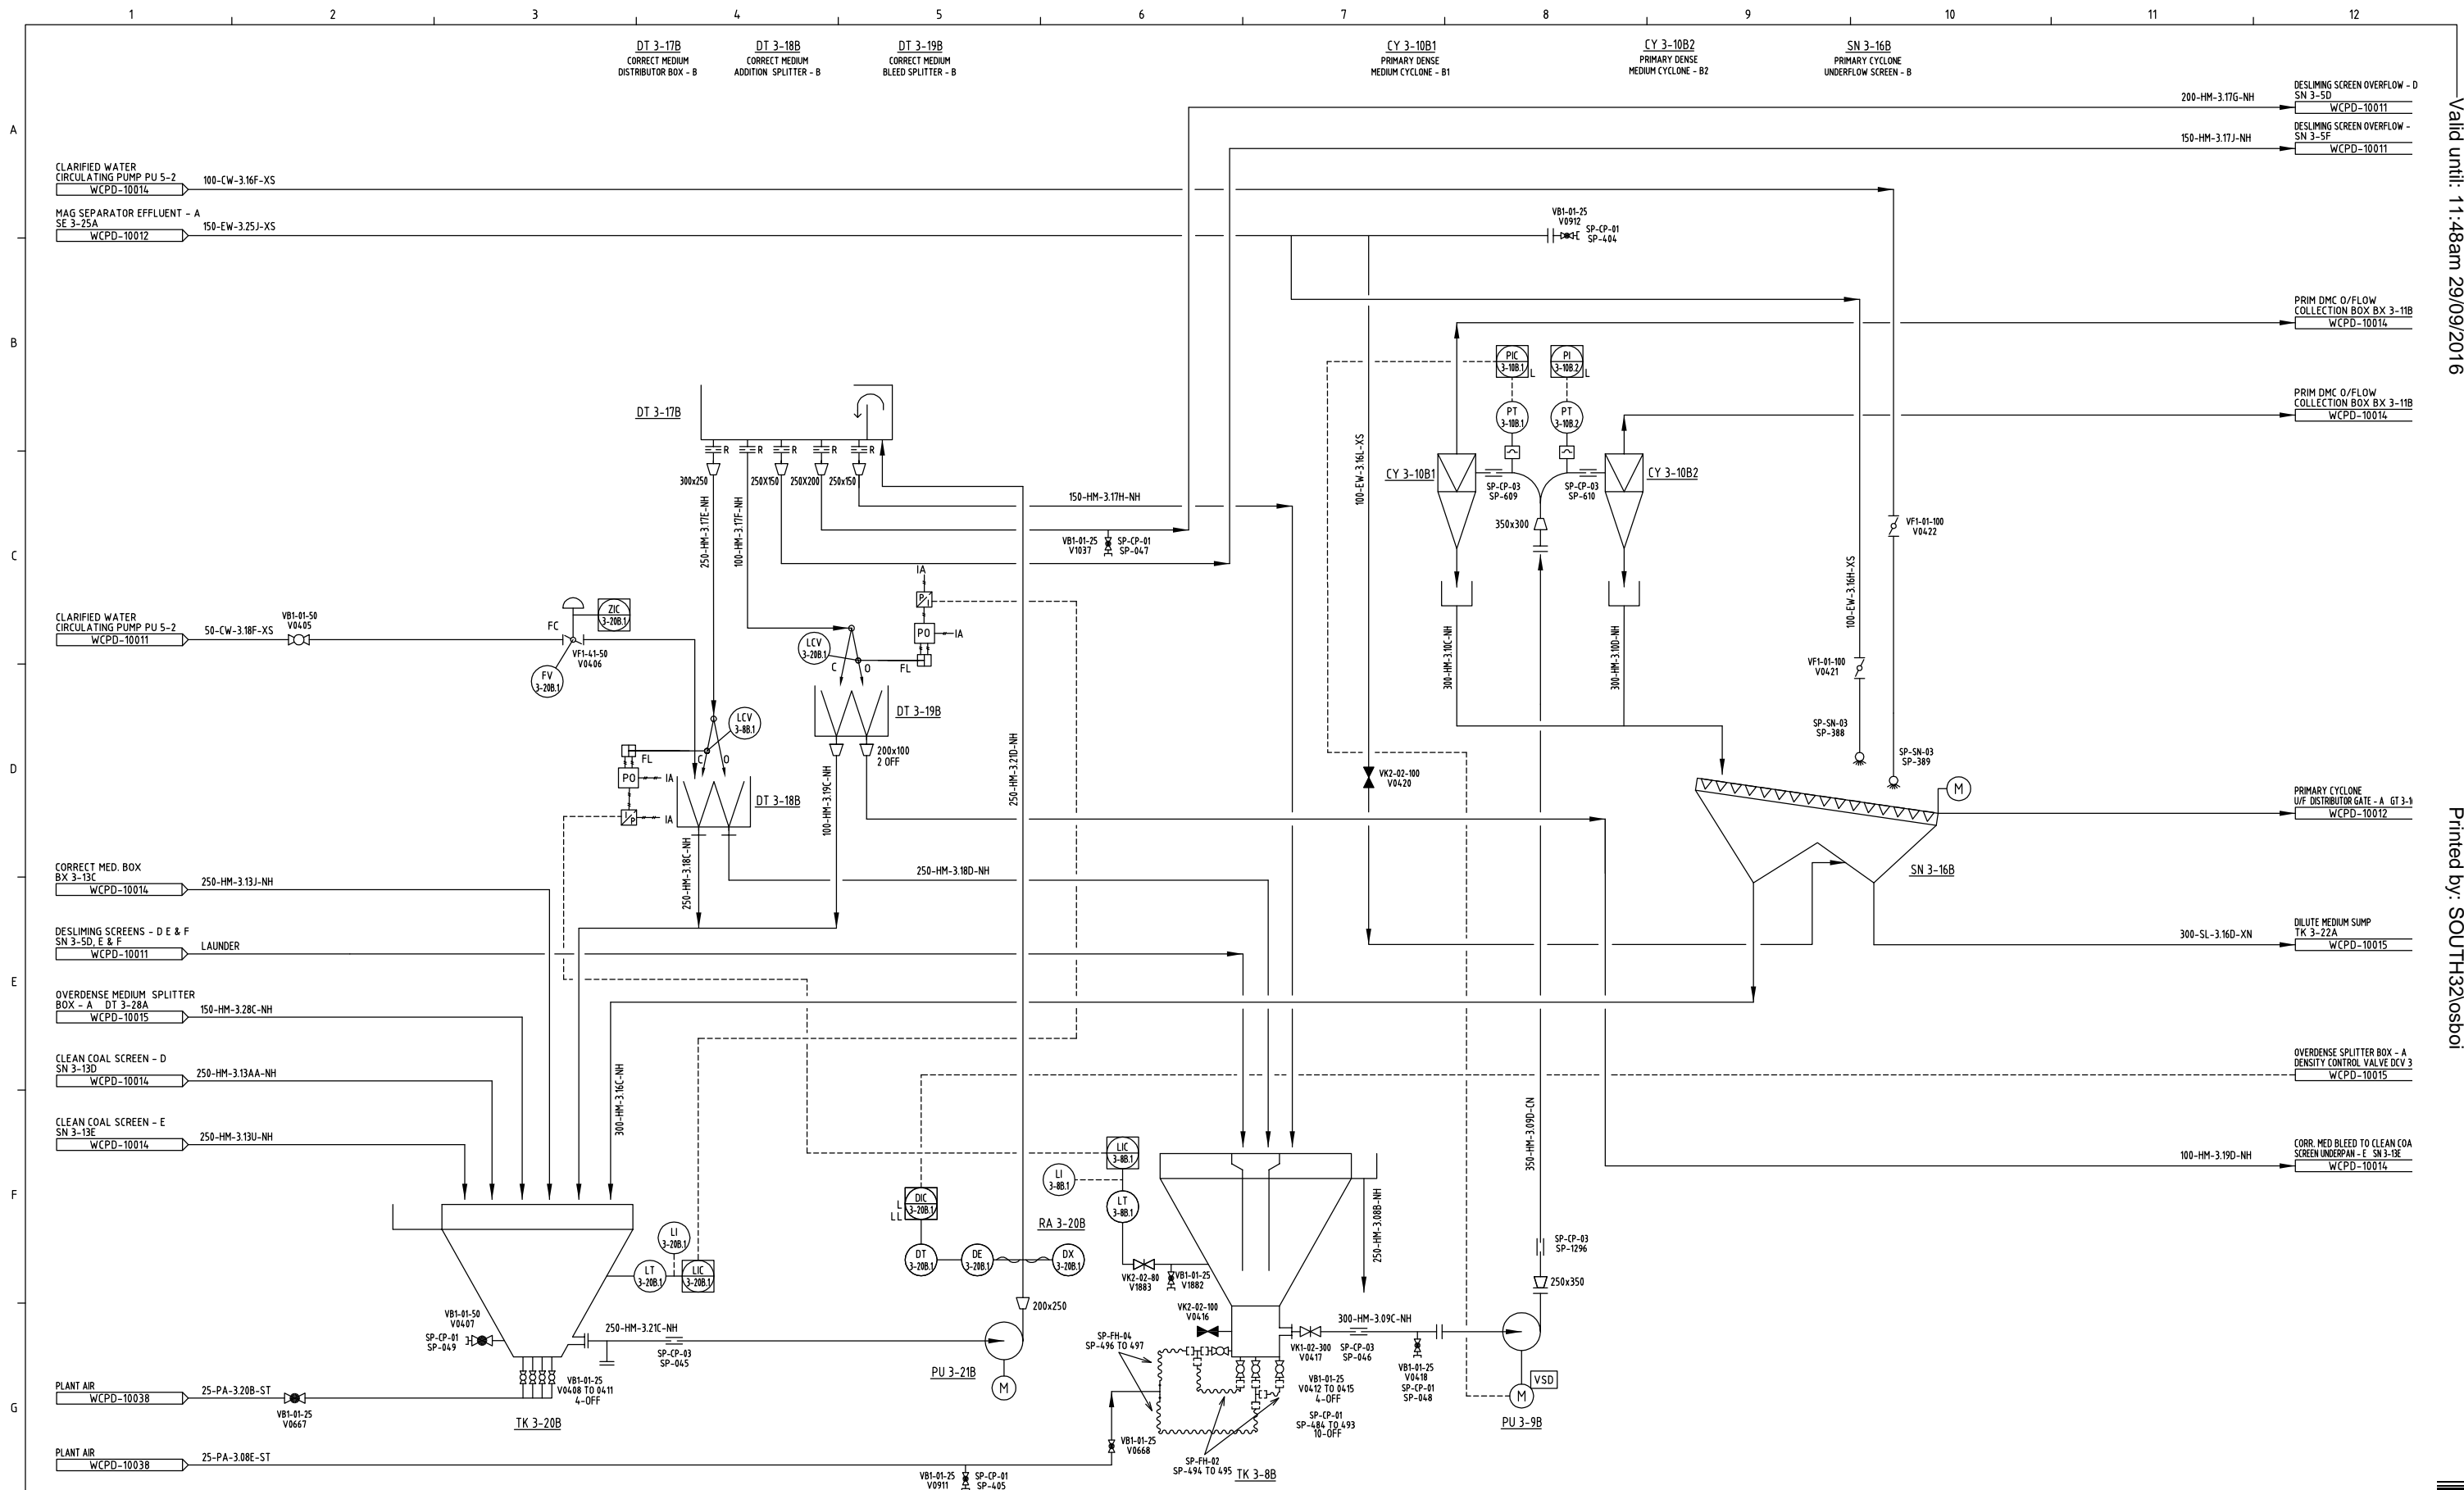 1 2 3 4 5 6 7 8 9 10 11 12
DT 3-17B
CORRECT MEDIUM
DISTRIBUTOR BOX - B
DT 3-18B
CORRECT MEDIUM
ADDITION SPLITTER - B
DT 3-19B
CORRECT MEDIUM
BLEED SPLITTER - B
CY 3-10B1
PRIMARY DENSE
MEDIUM CYCLONE - B1
CY 3-10B2
PRIMARY DENSE
MEDIUM CYCLONE - B2
SN 3-16B
PRIMARY CYCLONE
UNDERFLOW SCREEN - B
Valid until: 11:48am 29/09/2016
Printed by: SOUTH32\osboi
A
B
C
D
E
F
G
200-HM-3.17G-NH
DESLIMING SCREEN OVERFLOW - D
SN 3-5D
WCPD-10011
150-HM-3.17J-NH
DESLIMING SCREEN OVERFLOW -
SN 3-5F
WCPD-10011
CLARIFIED WATER
CIRCULATING PUMP PU 5-2
WCPD-10014
100-CW-3.16F-XS
MAG SEPARATOR EFFLUENT - A
SE 3-25A
WCPD-10012
150-EW-3.25J-XS
VB1-01-25
V0912
SP-CP-01
SP-404
PRIM DMC O/FLOW
COLLECTION BOX BX 3-11B
WCPD-10014
PRIM DMC O/FLOW
COLLECTION BOX BX 3-11B
WCPD-10014
PIC
3-10B.1
L
PI
3-10B.2
L
PT
3-10B.1
PT
3-10B.2
DT 3-17B
R
R
R
R
R
300x250
250X150
250X200
250x150
250-HM-3.17E-NH
100-HM-3.17F-NH
150-HM-3.17H-NH
VB1-01-25
V1037
SP-CP-01
SP-047
100-EW-3.16L-XS
CY 3-10B1
CY 3-10B2
SP-CP-03
SP-609
SP-CP-03
SP-610
350x300
VF1-01-100
V0422
100-EW-3.16H-XS
VF1-01-100
V0421
SP-SN-03
SP-388
SP-SN-03
SP-389
300-HM-3.10C-NH
300-HM-3.10D-NH
CLARIFIED WATER
CIRCULATING PUMP PU 5-2
WCPD-10011
50-CW-3.18F-XS
VB1-01-50
V0405
FC
ZIC
3-20B.1
VF1-41-50
V0406
FV
3-20B.1
IA
P
I
PO
IA
LCV
3-20B.1
C
O
FL
DT 3-19B
200x100
2 OFF
LCV
3-8B.1
FL
C
O
PO
IA
I
P
IA
DT 3-18B
250-HM-3.18C-NH
100-HM-3.19C-NH
250-HM-3.21D-NH
VK2-02-100
V0420
M
SN 3-16B
PRIMARY CYCLONE
U/F DISTRIBUTOR GATE - A GT 3-1
WCPD-10012
CORRECT MED. BOX
BX 3-13C
WCPD-10014
250-HM-3.13J-NH
250-HM-3.18D-NH
DESLIMING SCREENS - D E & F
SN 3-5D, E & F
WCPD-10011
LAUNDER
300-SL-3.16D-XN
DILUTE MEDIUM SUMP
TK 3-22A
WCPD-10015
OVERDENSE MEDIUM SPLITTER
BOX - A DT 3-28A
WCPD-10015
150-HM-3.28C-NH
CLEAN COAL SCREEN - D
SN 3-13D
WCPD-10014
250-HM-3.13AA-NH
300-HM-3.16C-NH
OVERDENSE SPLITTER BOX - A
DENSITY CONTROL VALVE DCV 3
WCPD-10015
CLEAN COAL SCREEN - E
SN 3-13E
WCPD-10014
250-HM-3.13U-NH
350-HM-3.09D-CN
100-HM-3.19D-NH
CORR. MED BLEED TO CLEAN COA
SCREEN UNDERPAN - E SN 3-13E
WCPD-10014
LIC
3-8B.1
LI
3-8B.1
LT
3-8B.1
DIC
3-20B.1
L
LL
RA 3-20B
DT
3-20B.1
DE
3-20B.1
DX
3-20B.1
LI
3-20B.1
LT
3-20B.1
LIC
3-20B.1
VK2-02-80
V1883
VB1-01-25
V1882
250-HM-3.08B-NH
SP-CP-03
SP-1296
250x350
VB1-01-50
V0407
SP-CP-01
SP-049
250-HM-3.21C-NH
SP-CP-03
SP-045
200x250
PU 3-21B
M
VK2-02-100
V0416
SP-FH-04
SP-496 TO 497
300-HM-3.09C-NH
VK1-02-300
V0417
SP-CP-03
SP-046
VB1-01-25
V0418
SP-CP-01
SP-048
VSD
M
PU 3-9B
VB1-01-25
V0408 TO 0411
4-OFF
VB1-01-25
V0412 TO 0415
4-OFF
SP-CP-01
SP-484 TO 493
10-OFF
PLANT AIR
WCPD-10038
25-PA-3.20B-ST
VB1-01-25
V0667
TK 3-20B
VB1-01-25
V0668
SP-FH-02
SP-494 TO 495
TK 3-8B
PLANT AIR
WCPD-10038
25-PA-3.08E-ST
VB1-01-25
V0911
SP-CP-01
SP-405